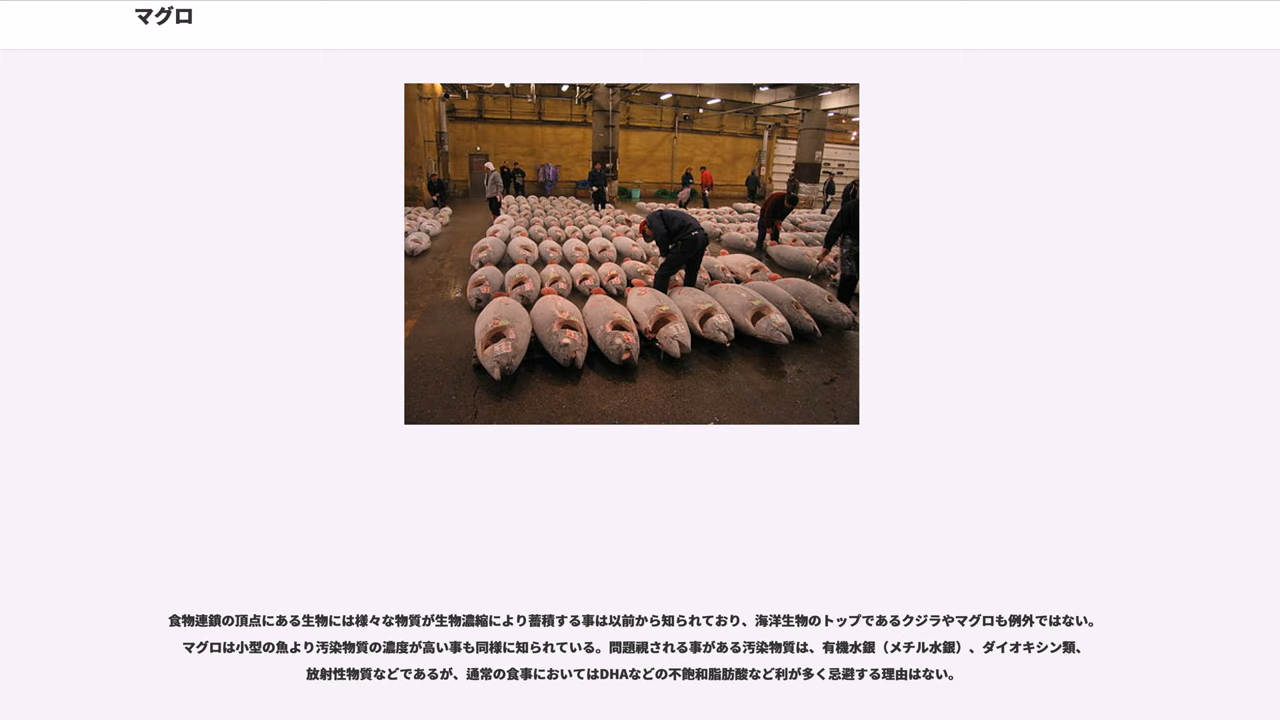 マグロ
食物連鎖の頂点にある生物には様々な物質が生物濃縮により蓄積する事は以前から知られており、海洋生物のトップであるクジラやマグロも例外ではない。
マグロは小型の魚より汚染物質の濃度が高い事も同様に知られている。問題視される事がある汚染物質は、有機水銀（メチル水銀）、ダイオキシン類、
放射性物質などであるが、通常の食事においてはDHAなどの不飽和脂肪酸など利が多く忌避する理由はない。